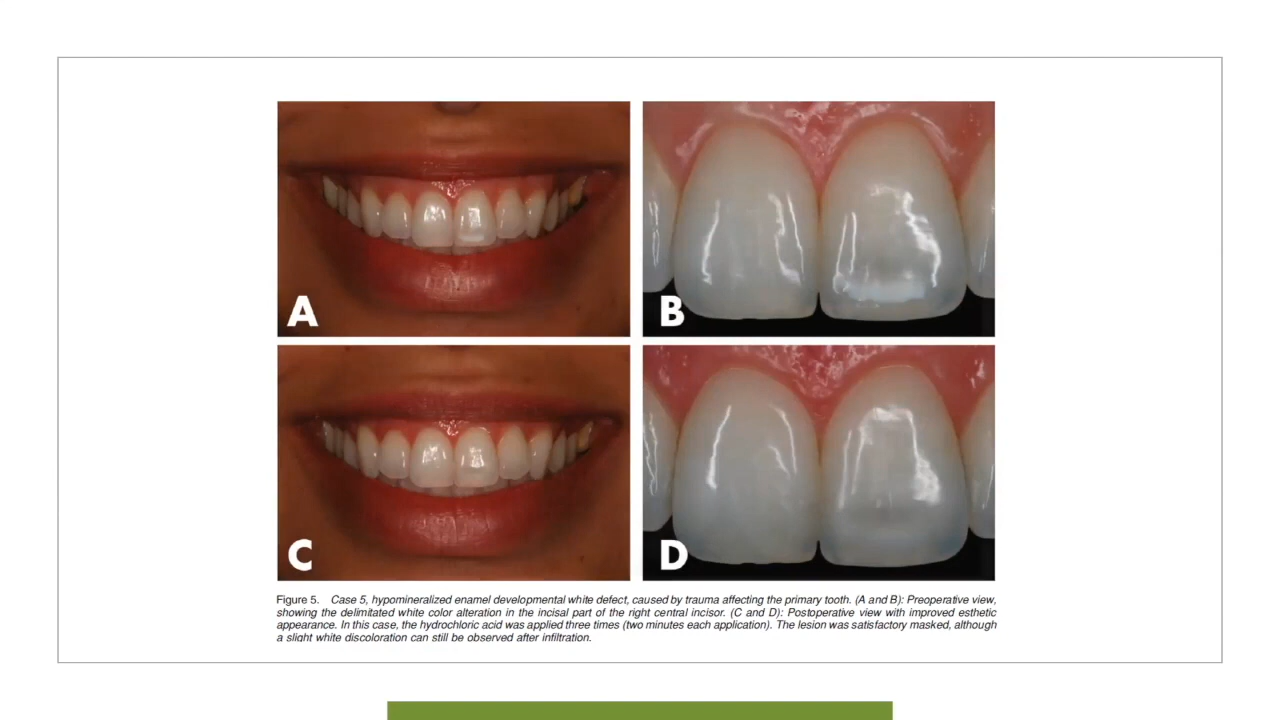 A
B
C
D
Figure 5. Case 5, hypomineralized enamel developmental white defect, caused by trauma affecting the primary tooth. (A and B): Preoperative view,
showing the delimitated white color alteration in the incisal part of the right central incisor. (C and D): Postoperative view with improved esthetic
appearance. In this case, the hydrochloric acid was applied three times (two minutes each application). The lesion was satisfactory masked, although
a slight white discoloration can still be observed after infiltration.